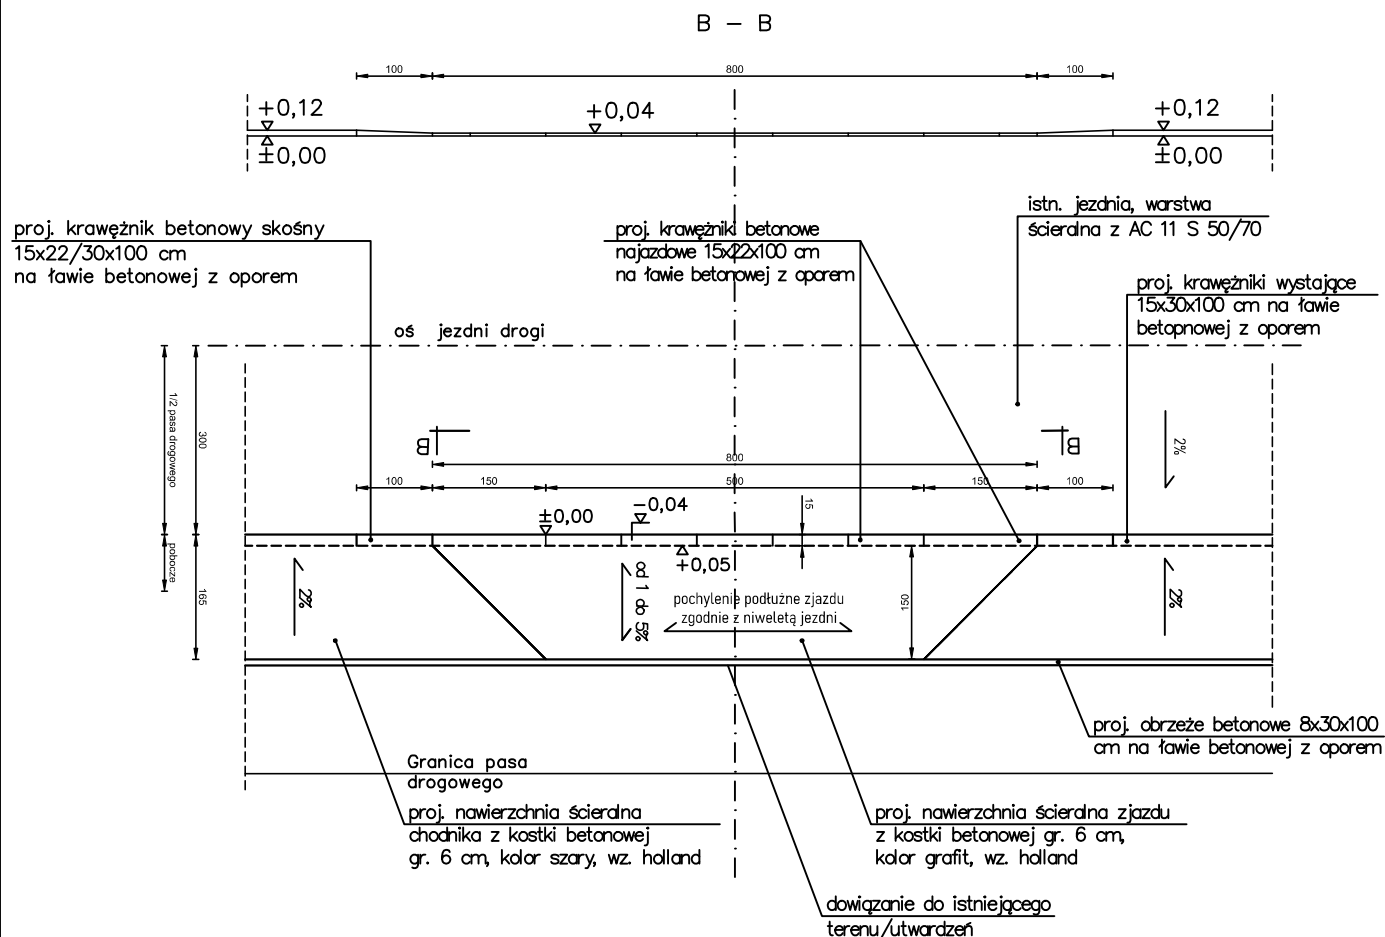 B – B
100
800
100
+0,12
+0,04
+0,12
±0,00
±0,00
istn. jezdnia, warstwa
ścieralna z AC 11 S 50/70
proj. krawężnik betonowy skośny
15x22/30x100 cm
na ławie betonowej z oporem
proj. krawężniki betonowe
najazdowe 15x22x100 cm
na ławie betonowej z oporem
proj. krawężniki wystające
15x30x100 cm na ławie
betopnowej z oporem
oś jezdni drogi
1/2 pasa drogowego
300
B
B
2%
800
100
150
500
150
100
15
±0,00
-0,04
+0,05
pobocze
165
2%
od 1 do 5%
pochylenie podłużne zjazdu
zgodnie z niweletą jezdni
150
2%
proj. obrzeże betonowe 8x30x100
cm na ławie betonowej z oporem
Granica pasa
drogowego
proj. nawierzchnia ścieralna
chodnika z kostki betonowej
gr. 6 cm, kolor szary, wz. holland
proj. nawierzchnia ścieralna zjazdu
z kostki betonowej gr. 6 cm,
kolor grafit, wz. holland
dowiązanie do istniejącego
terenu/utwardzeń